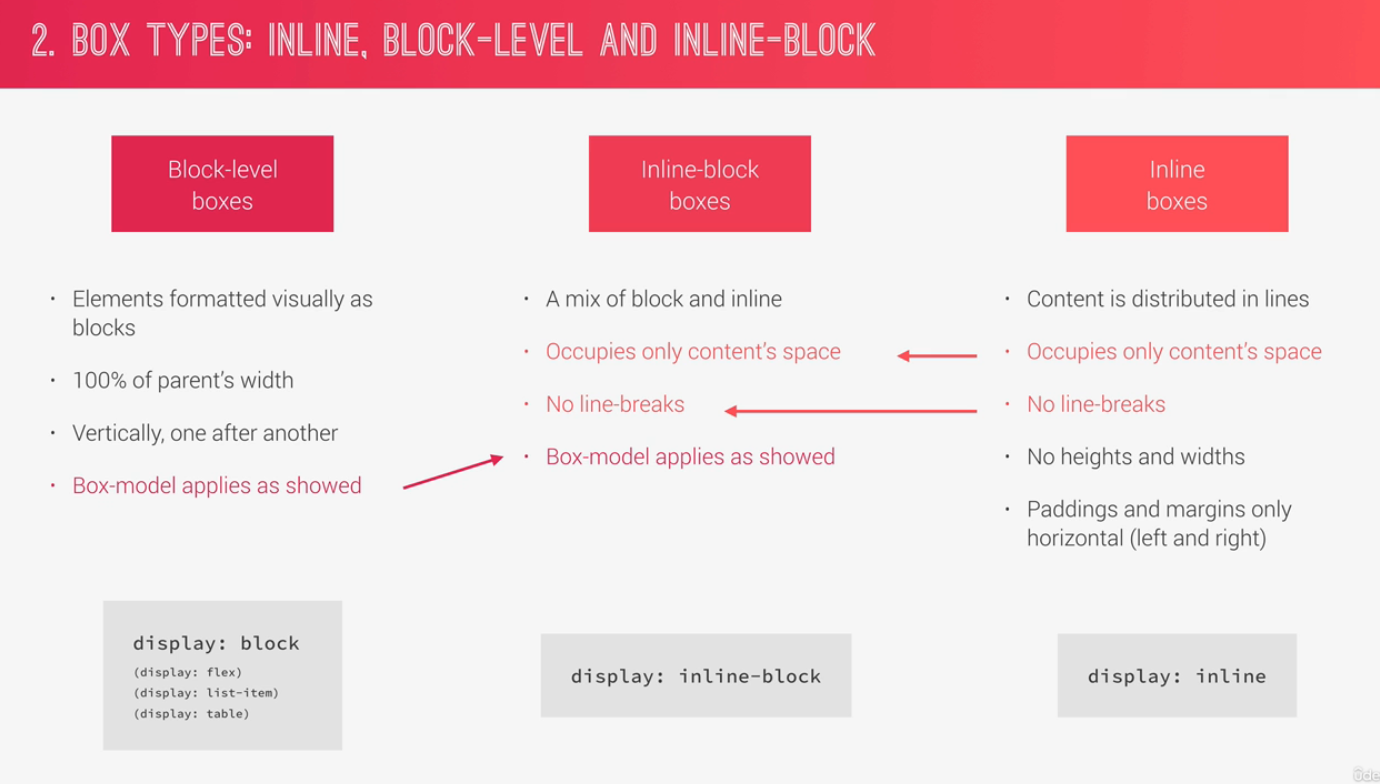 2. BOX TYPES: INLINE, BLOCK-LEVEL AND INLINE-BLOCK
Block-level
boxes
• Elements formatted visually as
blocks
• 100% of parent's width
• Vertically, one after another
• Box-model applies as showed
display: block
(display: flex)
(display: list-item)
(display: table)
Inline-block
boxes
• A mix of block and inline
• Occupies only content's space
• No line-breaks
• Box-model applies as showed
display: inline-block
Inline
boxes
• Content is distributed in lines
• Occupies only content's space
• No line-breaks
• No heights and widths
• Paddings and margins only
horizontal (left and right)
display: inline